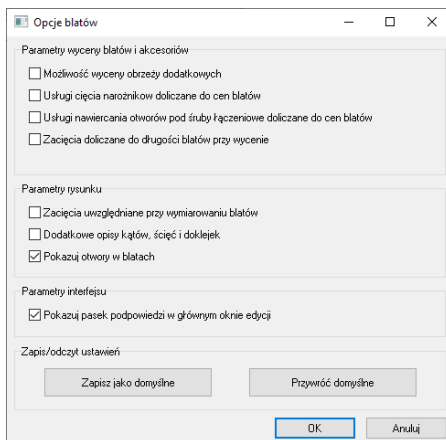 Opcje blatów
Parametry wyceny blatów i akcesoriów
Możliwość wyceny obrzeży dodatkowych
Usługi cięcia narożnikow doliczane do cen blatów
Usługi nawiercania otworów pod śruby łączeniowe doliczane do cen blatów
Zacięcia doliczane do długości blatów przy wycenie
Parametry rysunku
Zacięcia uwzględniane przy wymiarowaniu blatów
Dodatkowe opisy kątów, ścięć i doklejek
Pokazuj otwory w blatach
Parametry interfejsu
Pokazuj pasek podpowiedzi w głównym oknie edycji
Zapis/odczyt ustawień
Zapisz jako domyślne Przywróć domyślne
OK Anuluj